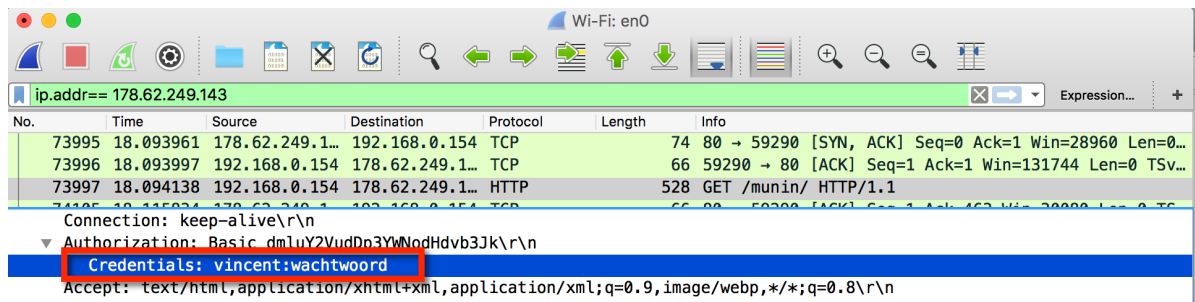 Wi-Fi: en0
ip.addr== 178.62.249.143 Expression... +
No. Time Source Destination Protocol Length Info
73995 18.093961 178.62.249.1… 192.168.0.154 TCP 74 80 → 59290 [SYN, ACK] Seq=0 Ack=1 Win=28960 Len=0…
73996 18.093997 192.168.0.154 178.62.249.1… TCP 66 59290 → 80 [ACK] Seq=1 Ack=1 Win=131744 Len=0 TSv…
73997 18.094138 192.168.0.154 178.62.249.1… HTTP 528 GET /munin/ HTTP/1.1
Connection: keep-alive\r\n
Authorization: Basic dmluY2VudDp3YWNodHdvb3Jk\r\n
Credentials: vincent:wachtwoord
Accept: text/html,application/xhtml+xml,application/xml;q=0.9,image/webp,*/*;q=0.8\r\n